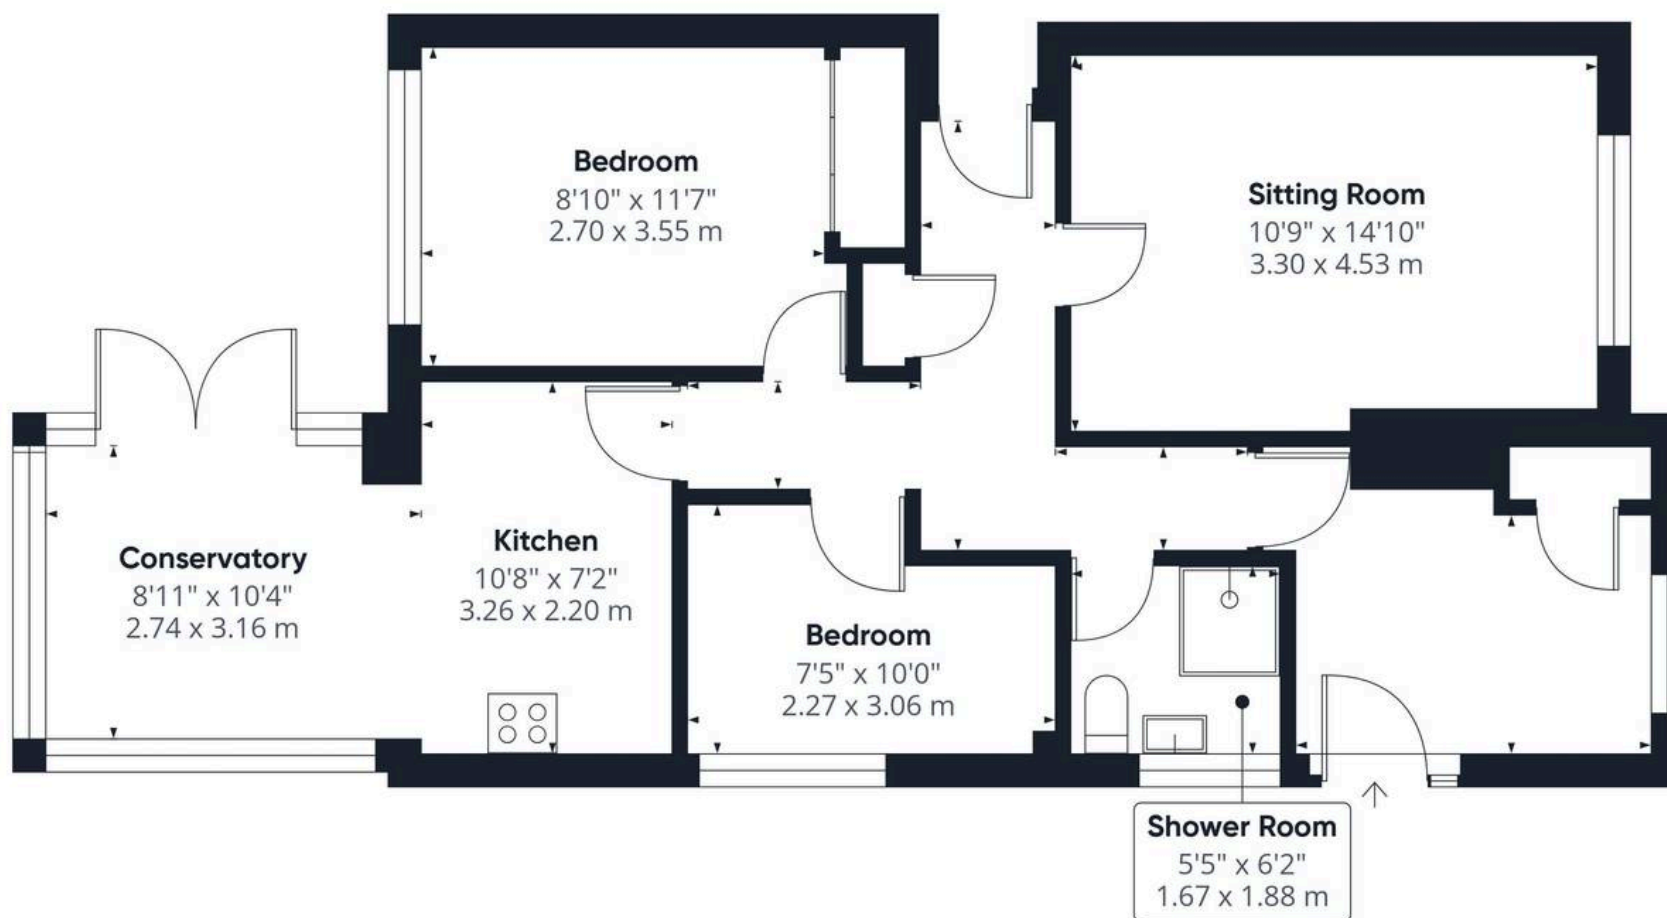 Bedroom
8'10" x 11'7"
2.70 x 3.55 m
Sitting Room
10'9" x 14'10"
3.30 x 4.53 m
Conservatory
8'11" x 10'4"
2.74 x 3.16 m
Kitchen
10'8" x 7'2"
3.26 x 2.20 m
Bedroom
7'5" x 10'0"
2.27 x 3.06 m
Shower Room
5'5" x 6'2"
1.67 x 1.88 m